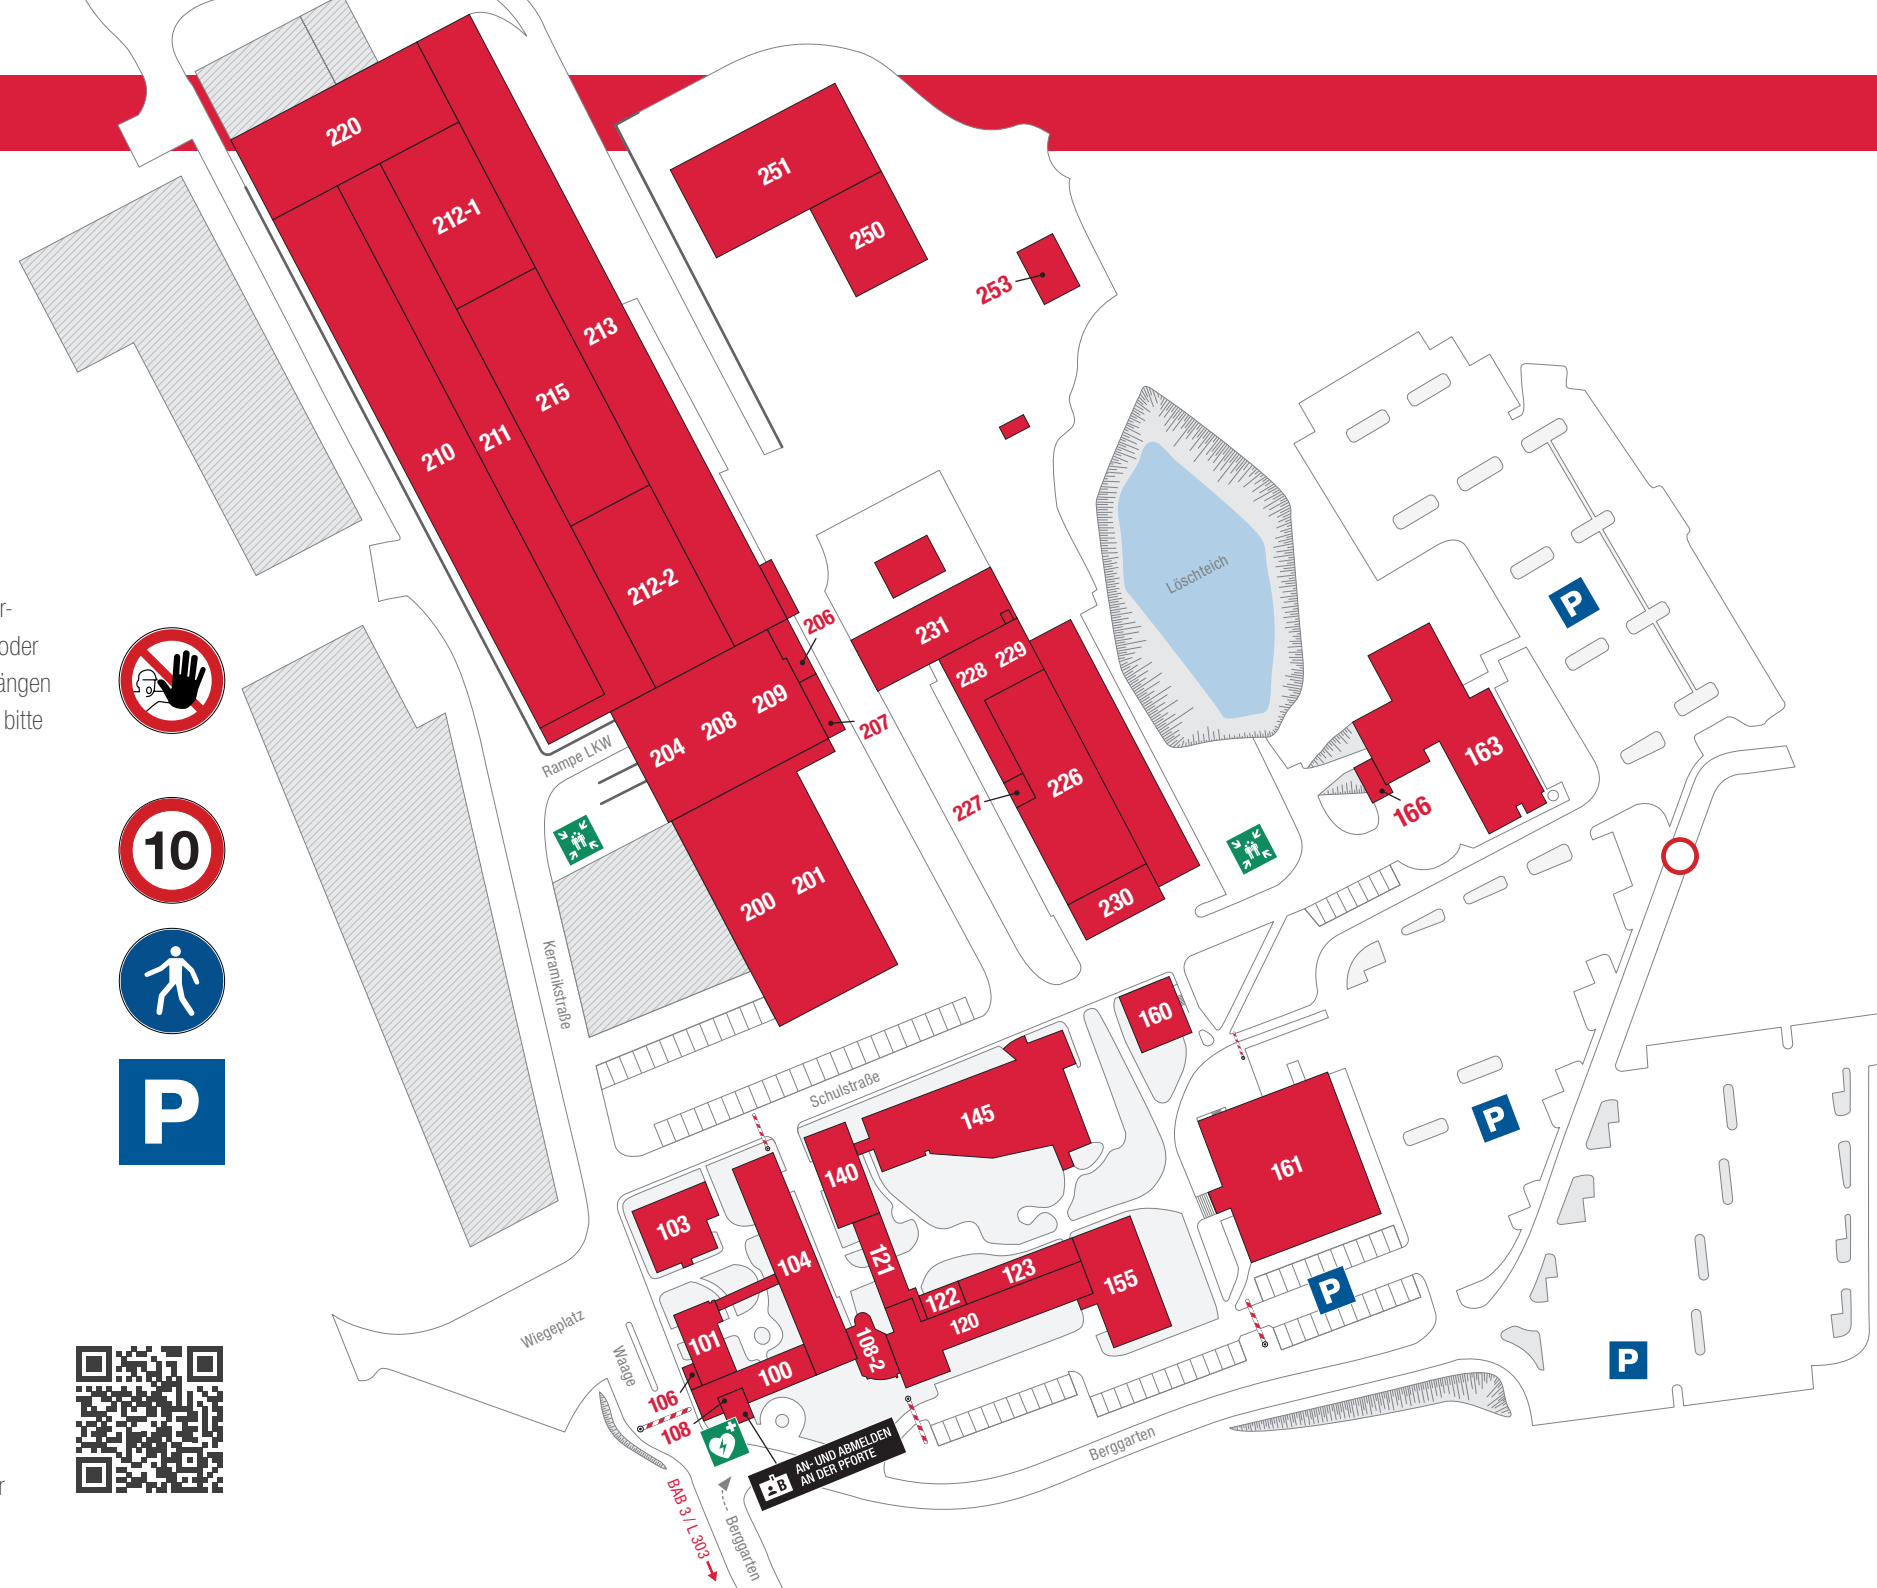 220
251
212-1
250
253
213
215
211
210
Löschteich
212-2
r-
oder
ängen
bitte
206
231
228
229
209
208
204
207
Rampe LKW
163
226
227
166
10
P
201
200
230
Keramikstraße
160
Schulstraße
145
P
P
161
140
103
104
121
123
155
122
120
P
Wiegeplatz
101
108-2
Waage
100
106
108
P
AN- UND ABMELDEN
AN DER PFORTE
B
Berggarten
r
BAB 3 / L 303
Berggarten